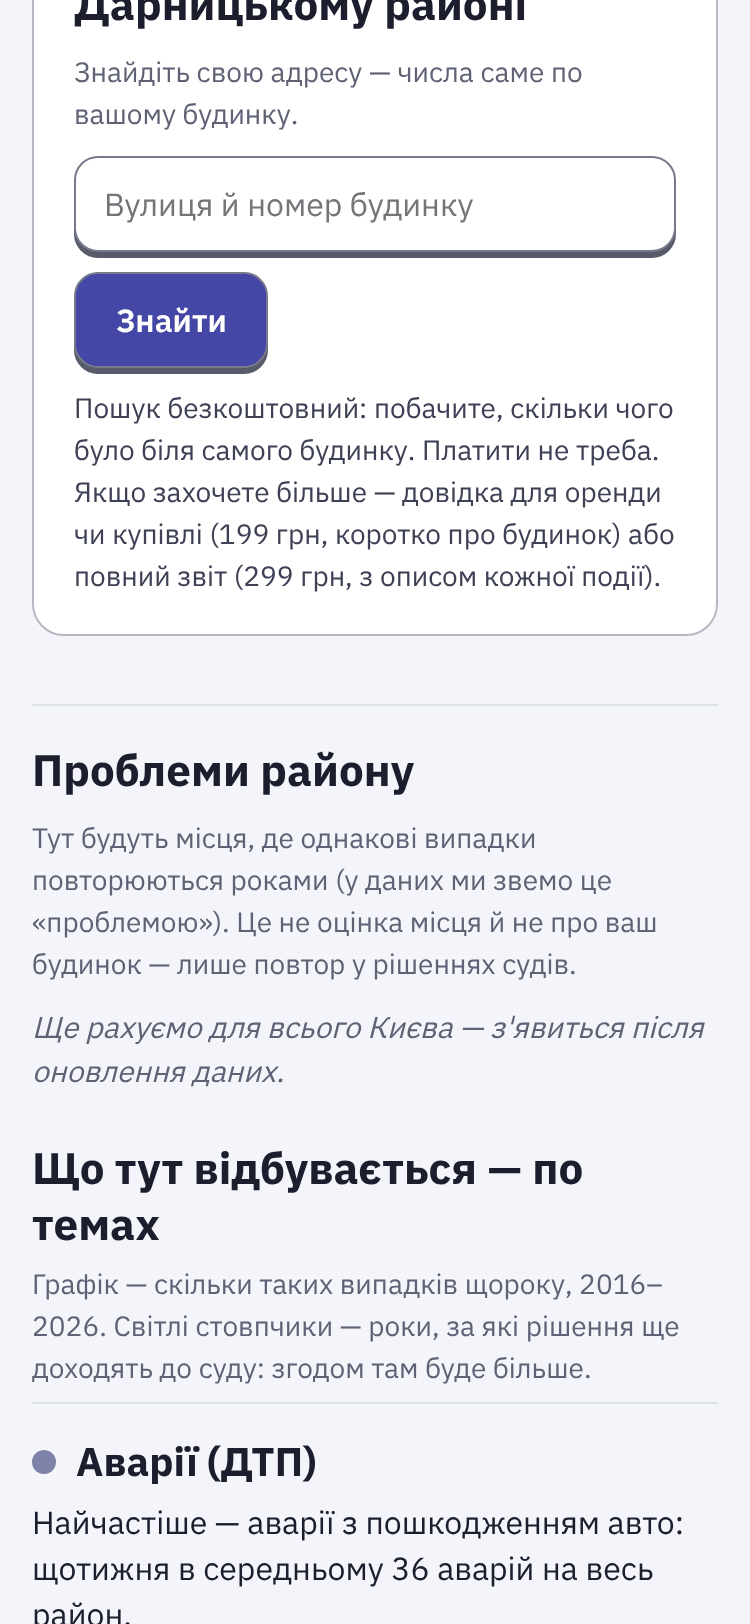 Дарницькому районі
Знайдіть свою адресу — числа саме по
вашому будинку.
Вулиця й номер будинку
Знайти
Пошук безкоштовний: побачите, скільки чого
було біля самого будинку. Платити не треба.
Якщо захочете більше — довідка для оренди
чи купівлі (199 грн, коротко про будинок) або
повний звіт (299 грн, з описом кожної події).
Проблеми району
Тут будуть місця, де однакові випадки
повторюються роками (у даних ми звемо це
«проблемою»). Це не оцінка місця й не про ваш
будинок — лише повтор у рішеннях судів.
Ще рахуємо для всього Києва — з'явиться після
оновлення даних.
Що тут відбувається — по
темах
Графік — скільки таких випадків щороку, 2016–
2026. Світлі стовпчики — роки, за які рішення ще
доходять до суду: згодом там буде більше.
Аварії (ДТП)
Найчастіше — аварії з пошкодженням авто:
щотижня в середньому 36 аварій на весь
район.